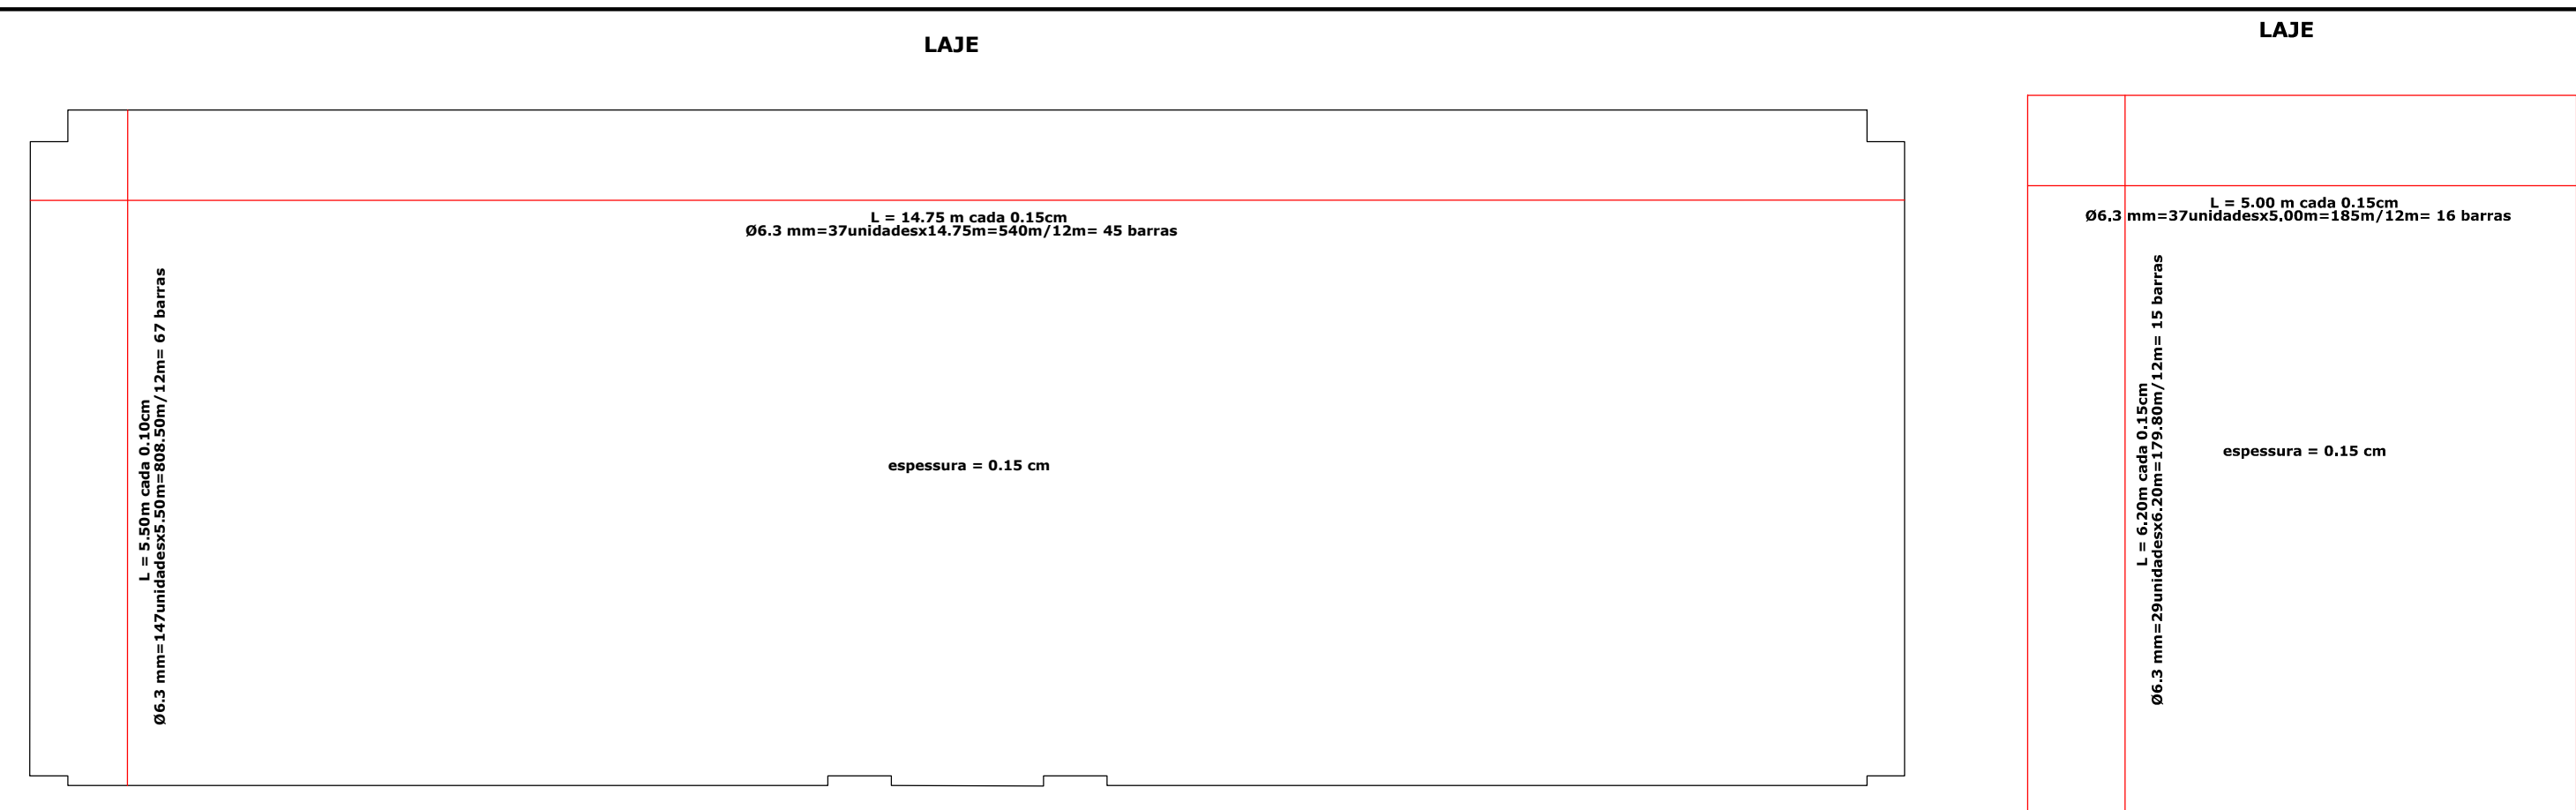 LAJE
L = 14.75 m cada 0.15cm
Ø6.3 mm=37unidadesx14.75m=540m/12m= 45 barras
L = 5.50m cada 0.10cm
Ø6.3 mm=147unidadesx5.50m=808.50m/12m= 67 barras
espessura = 0.15 cm
LAJE
L = 5.00 m cada 0.15cm
Ø6.3 mm=37unidadesx5.00m=185m/12m= 16 barras
L = 6.20m cada 0.15cm
Ø6.3 mm=29unidadesx6.20m=179.80m/12m= 15 barras
espessura = 0.15 cm